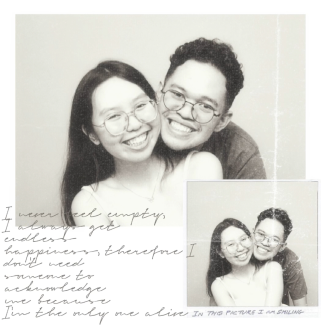 I never feel empty,
I always get
endless
happiness, therefore I
don't need
someone to
acknowledge
me because
I'm the only one alive
IN THIS PICTURE I AM SMILING